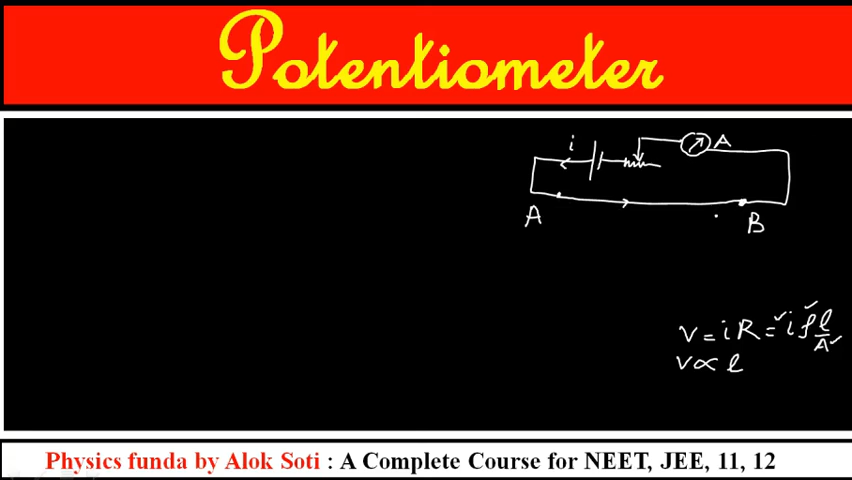 Potentiometer
i
A
A
B
v = iR = iρl/A
v ∝ l
Physics funda by Alok Soti : A Complete Course for NEET, JEE, 11, 12